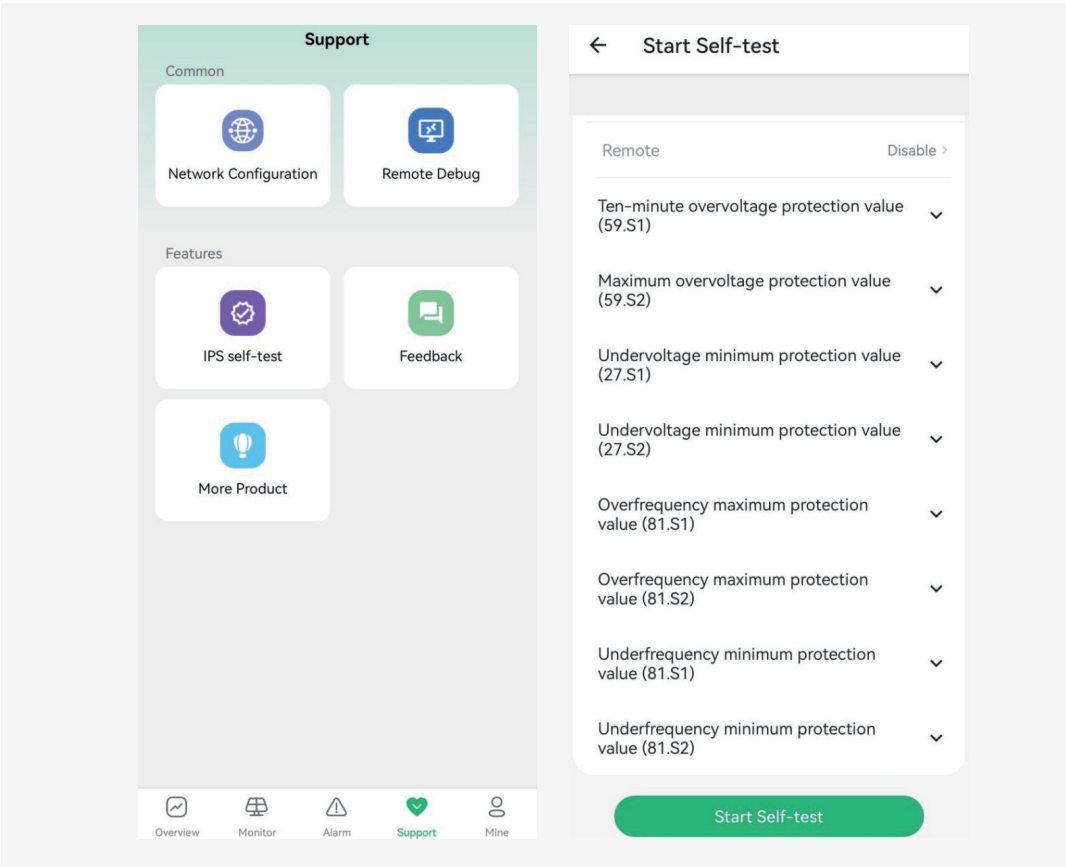 Support
Common
Network Configuration
Remote Debug
Features
IPS self-test
Feedback
More Product
Overview
Monitor
Alarm
Support
Mine
Start Self-test
Remote
Disable
Ten-minute overvoltage protection value
(59.S1)
Maximum overvoltage protection value
(59.S2)
Undervoltage minimum protection value
(27.S1)
Undervoltage minimum protection value
(27.S2)
Overfrequency maximum protection
value (81.S1)
Overfrequency maximum protection
value (81.S2)
Underfrequency minimum protection
value (81.S1)
Underfrequency minimum protection
value (81.S2)
Start Self-test